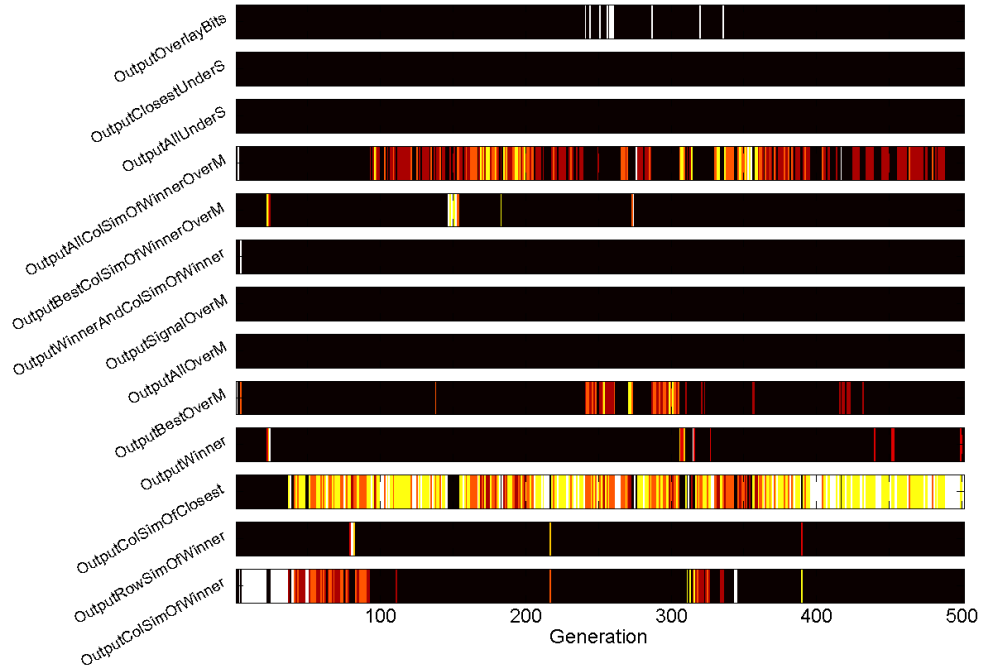 OutputOverlayBits
OutputClosestUnderS
OutputAllUnderS
OutputAllColSimOfWinnerOverM
OutputBestColSimOfWinnerOverM
OutputWinnerAndColSimOfWinner
OutputSignalOverM
OutputAllOverM
OutputBestOverM
OutputWinner
OutputColSimOfClosest
OutputRowSimOfWinner
OutputColSimOfWinner
100 200 300 400 500
Generation